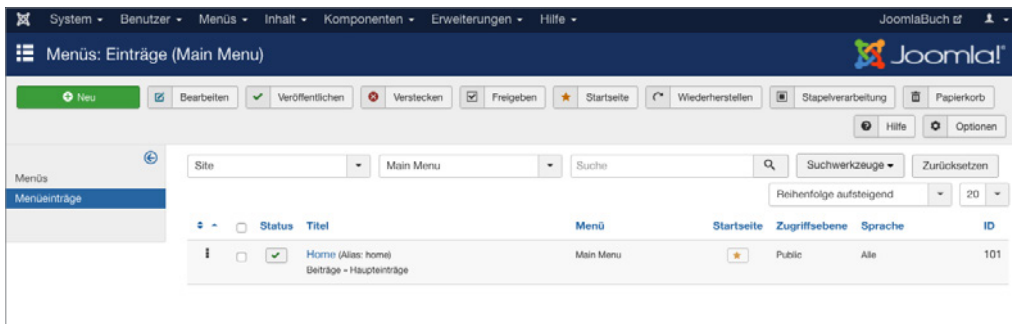 System Benutzer Menüs Inhalt Komponenten Erweiterungen Hilfe JoomlaBuch
Menüs: Einträge (Main Menu) Joomla!
Neu Bearbeiten Veröffentlichen Verstecken Freigeben Startseite Wiederherstellen Stapelverarbeitung Papierkorb
Hilfe Optionen
Site Main Menu Suche Suchwerkzeuge Zurücksetzen
Menüs
Reihenfolge aufsteigend 20
Menüeinträge
Status Titel Menü Startseite Zugriffsebene Sprache ID
Home (Alias: home) Main Menu Public Alle 101
Beiträge » Haupteinträge